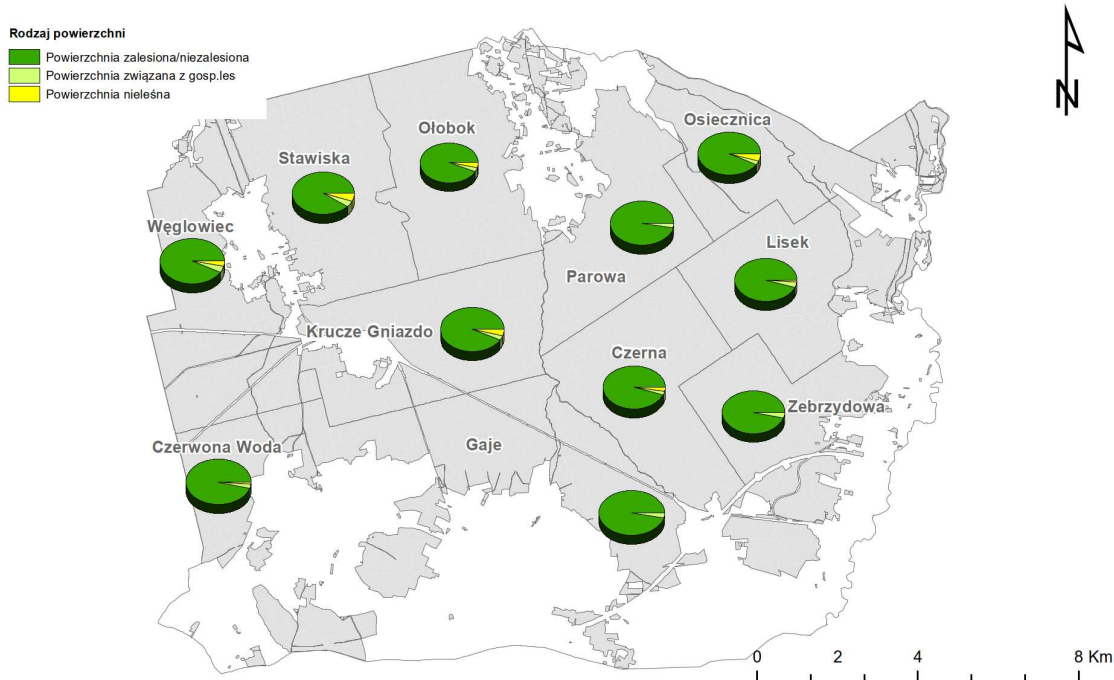 Rodzaj powierzchni
Powierzchnia zalesiona/niezalesiona
Powierzchnia związana z gosp.les
Powierzchnia nieleśna
N
Ołobok
Osiecznica
Stawiska
Węglowiec
Lisek
Parowa
Krucze Gniazdo
Czerna
Zebrzydowa
Czerwona Woda
Gaje
0 2 4 8 Km